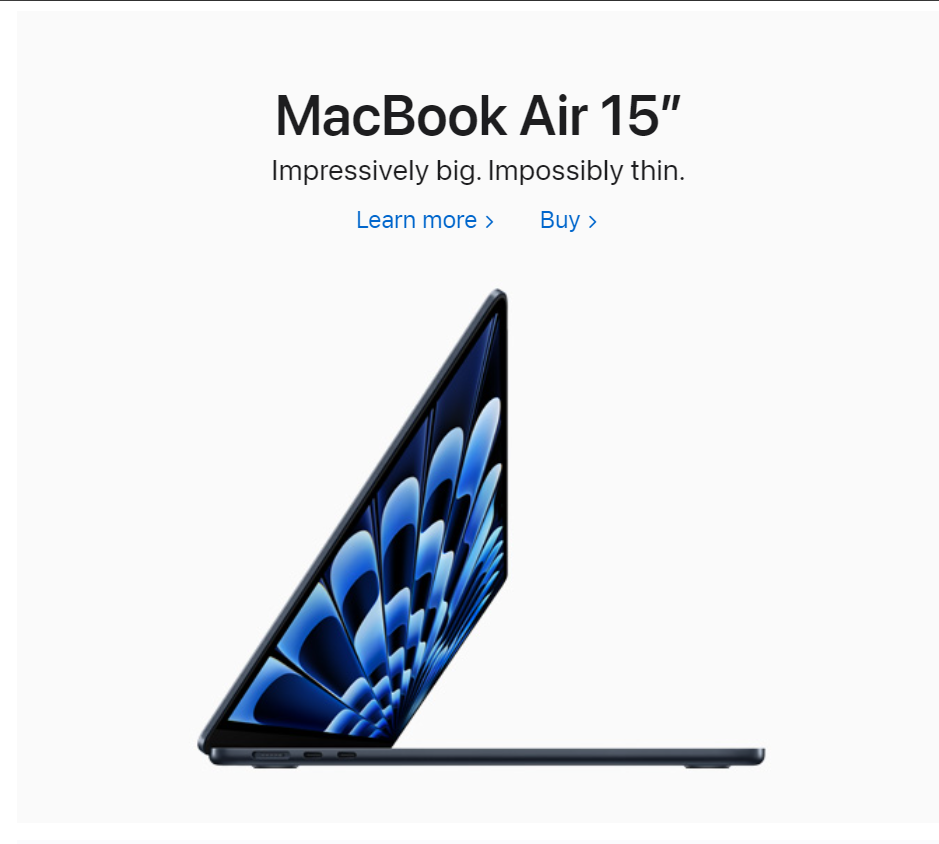 MacBook Air 15″
Impressively big. Impossibly thin.
Learn more > Buy >